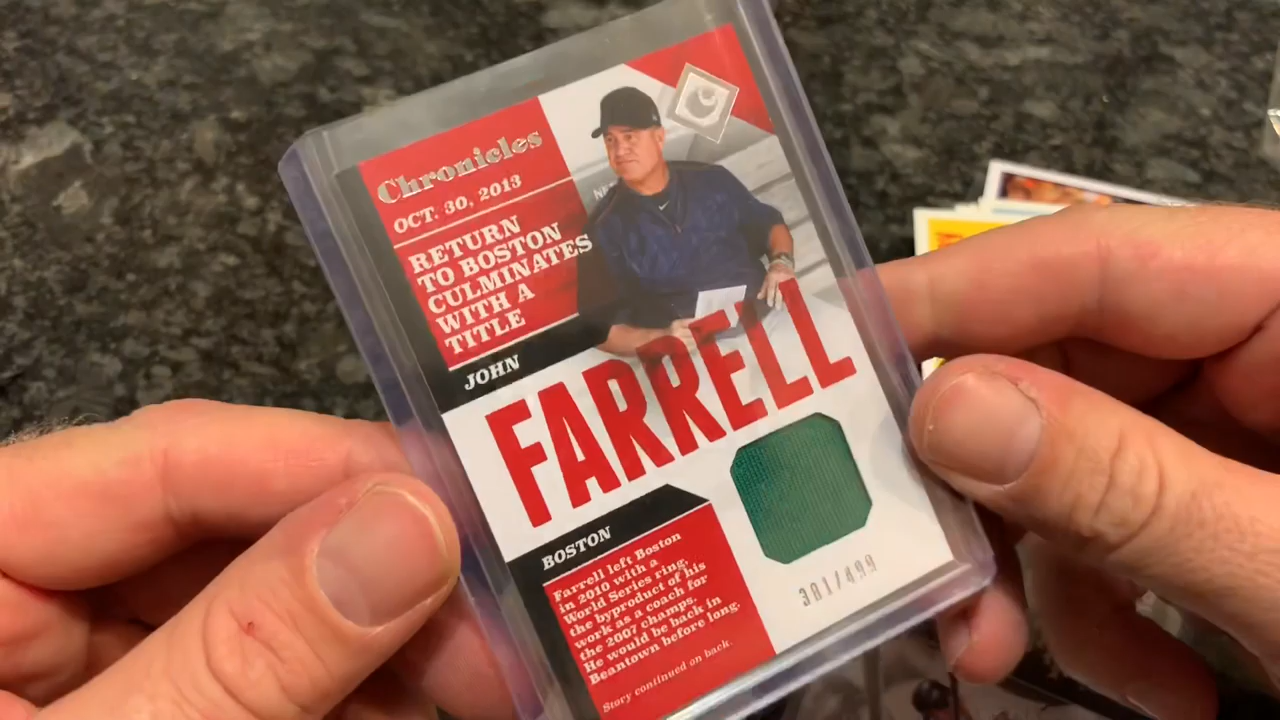 Chronicles
OCT. 30, 2013
RETURN
TO BOSTON
CULMINATES
WITH A
TITLE
JOHN
FARRELL
BOSTON
Farrell left Boston
in 2010 with a
World Series ring,
the byproduct of his
work as a coach for
the 2007 champs.
He would be back in
Beantown before long.
Story continued on back.
381/499